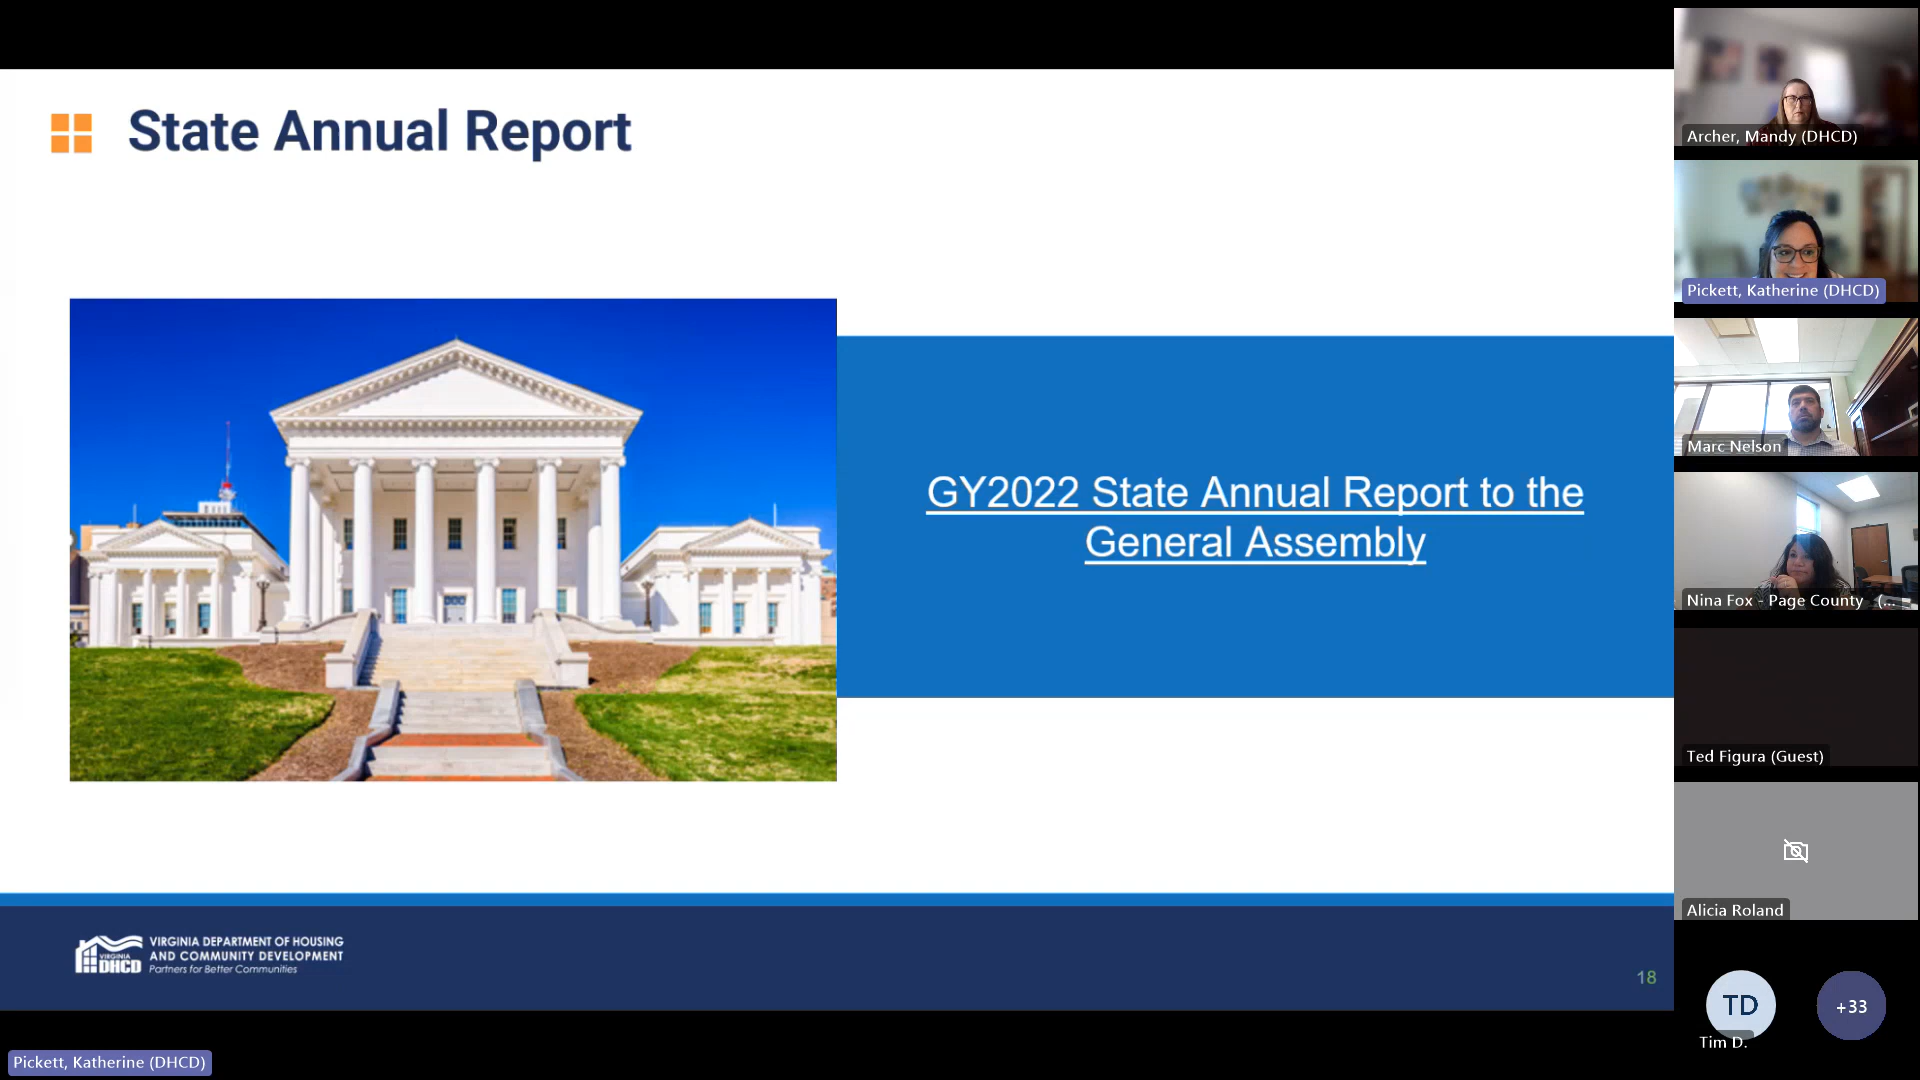 State Annual Report
GY2022 State Annual Report to the
General Assembly
VIRGINIA
DHCD
VIRGINIA DEPARTMENT OF HOUSING
AND COMMUNITY DEVELOPMENT
Partners for Better Communities
18
Pickett, Katherine (DHCD)
Archer, Mandy (DHCD)
Pickett, Katherine (DHCD)
Marc Nelson
Nina Fox - Page County (...
Ted Figura (Guest)
Alicia Roland
TD
Tim D.
+33